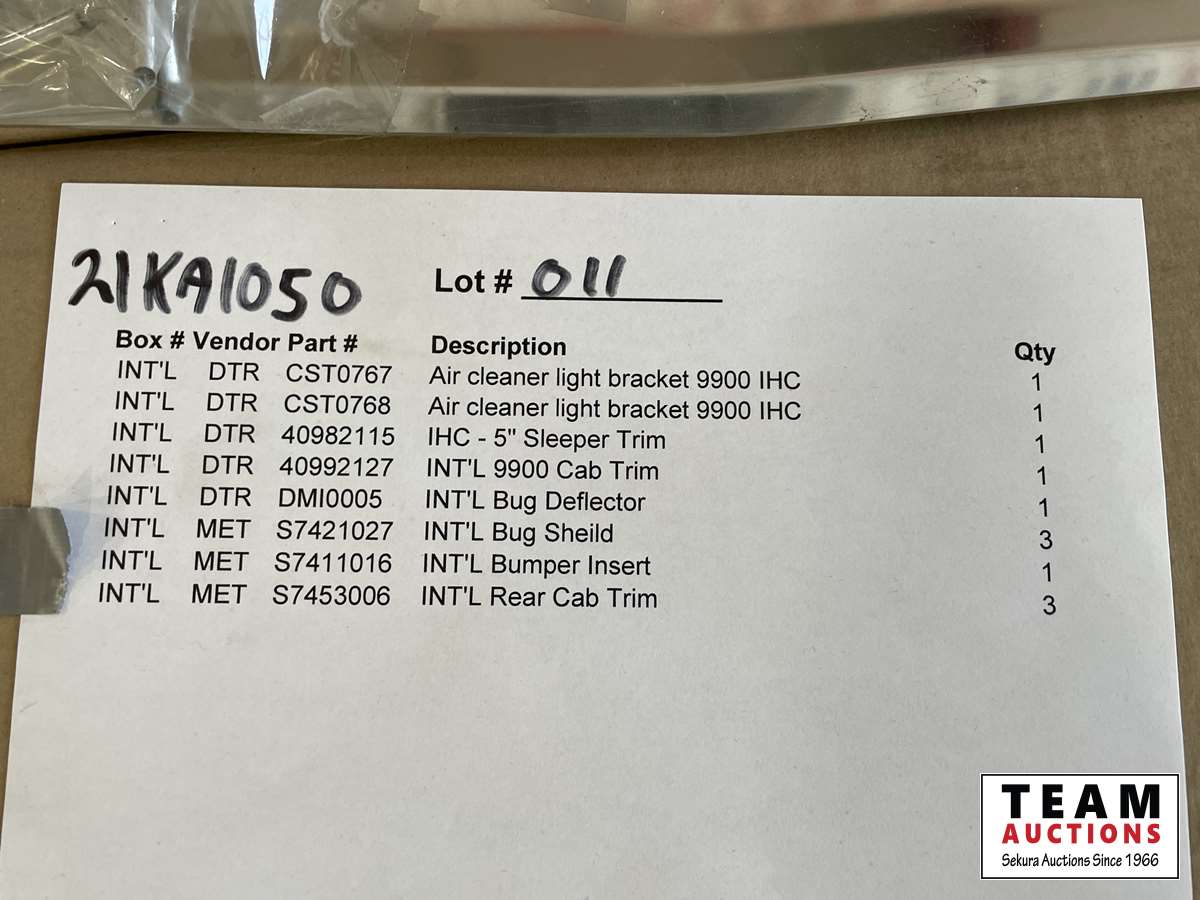 21KA1050 Lot # 011
Box # Vendor Part # Description Qty
INT'L DTR CST0767 Air cleaner light bracket 9900 IHC 1
INT'L DTR CST0768 Air cleaner light bracket 9900 IHC 1
INT'L DTR 40982115 IHC - 5" Sleeper Trim 1
INT'L DTR 40992127 INT'L 9900 Cab Trim 1
INT'L DTR DMI0005 INT'L Bug Deflector 1
INT'L MET S7421027 INT'L Bug Sheild 3
INT'L MET S7411016 INT'L Bumper Insert 1
INT'L MET S7453006 INT'L Rear Cab Trim 3
TEAM
AUCTIONS
Sekura Auctions Since 1966